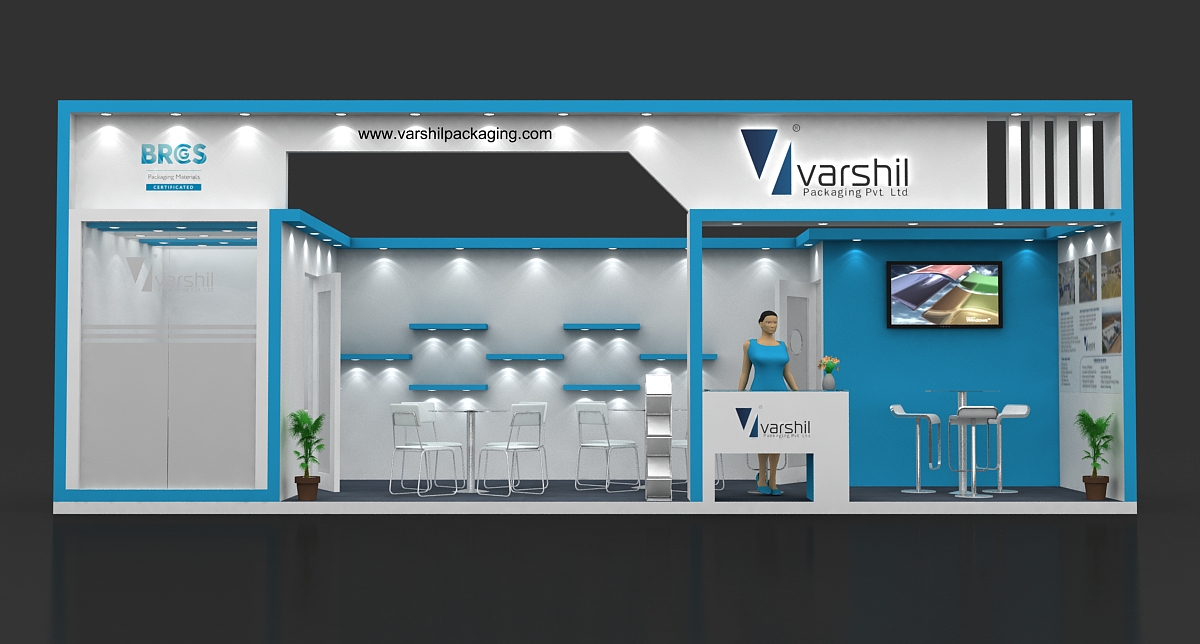 www.varshilpackaging.com
BRCGS
Packaging Materials
CERTIFICATED
varshil
®
Packaging Pvt. Ltd
varshil
varshil
Packaging Pvt. Ltd.